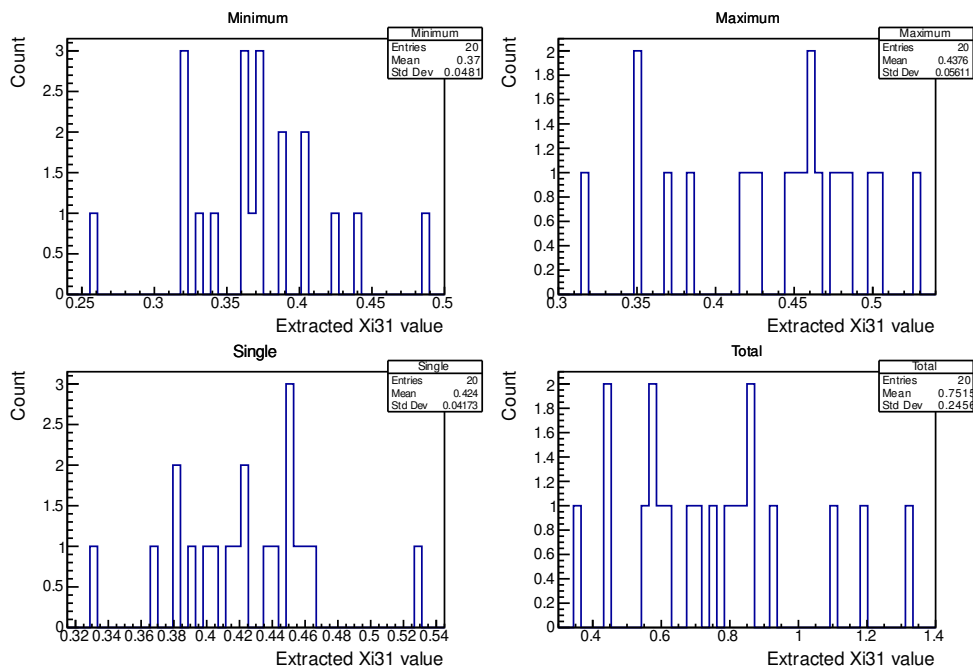 Minimum
Count
3
2.5
2
1.5
1
0.5
0
0.25
0.3
0.35
0.4
0.45
0.5
Extracted Xi31 value
Minimum
Entries 20
Mean 0.37
Std Dev 0.0481
Maximum
Count
2
1.8
1.6
1.4
1.2
1
0.8
0.6
0.4
0.2
0
0.3
0.35
0.4
0.45
0.5
Extracted Xi31 value
Maximum
Entries 20
Mean 0.4376
Std Dev 0.05611
Single
Count
3
2.5
2
1.5
1
0.5
0
0.32 0.34 0.36 0.38 0.4 0.42 0.44 0.46 0.48 0.5 0.52 0.54
Extracted Xi31 value
Single
Entries 20
Mean 0.424
Std Dev 0.04173
Total
Count
2
1.8
1.6
1.4
1.2
1
0.8
0.6
0.4
0.2
0
0.4
0.6
0.8
1
1.2
1.4
Extracted Xi31 value
Total
Entries 20
Mean 0.7515
Std Dev 0.2456